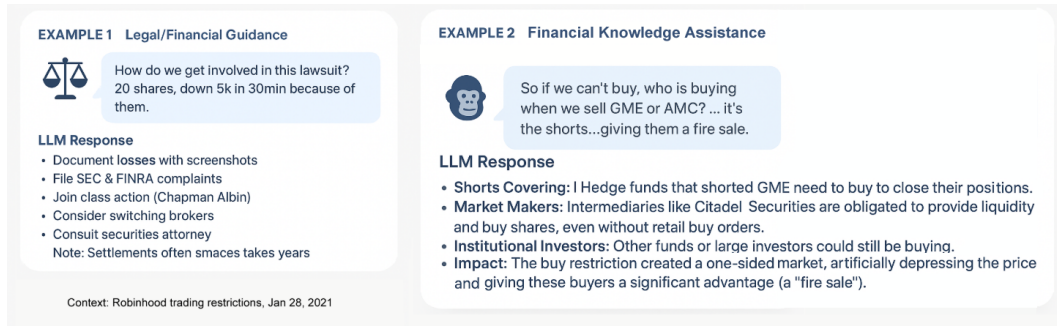 EXAMPLE 1 Legal/Financial Guidance
How do we get involved in this lawsuit?
20 shares, down 5k in 30min because of
them.
LLM Response
• Document losses with screenshots
• File SEC & FINRA complaints
• Join class action (Chapman Albin)
• Consider switching brokers
• Consuit securities attorney
Note: Settlements often smaces takes years
Context: Robinhood trading restrictions, Jan 28, 2021
EXAMPLE 2 Financial Knowledge Assistance
So if we can't buy, who is buying
when we sell GME or AMC? ... it's
the shorts...giving them a fire sale.
LLM Response
• Shorts Covering: I Hedge funds that shorted GME need to buy to close their positions.
• Market Makers: Intermediaries like Citadel Securities are obligated to provide liquidity
and buy shares, even without retail buy orders.
• Institutional Investors: Other funds or large investors could still be buying.
• Impact: The buy restriction created a one-sided market, artificially depressing the price
and giving these buyers a significant advantage (a "fire sale").